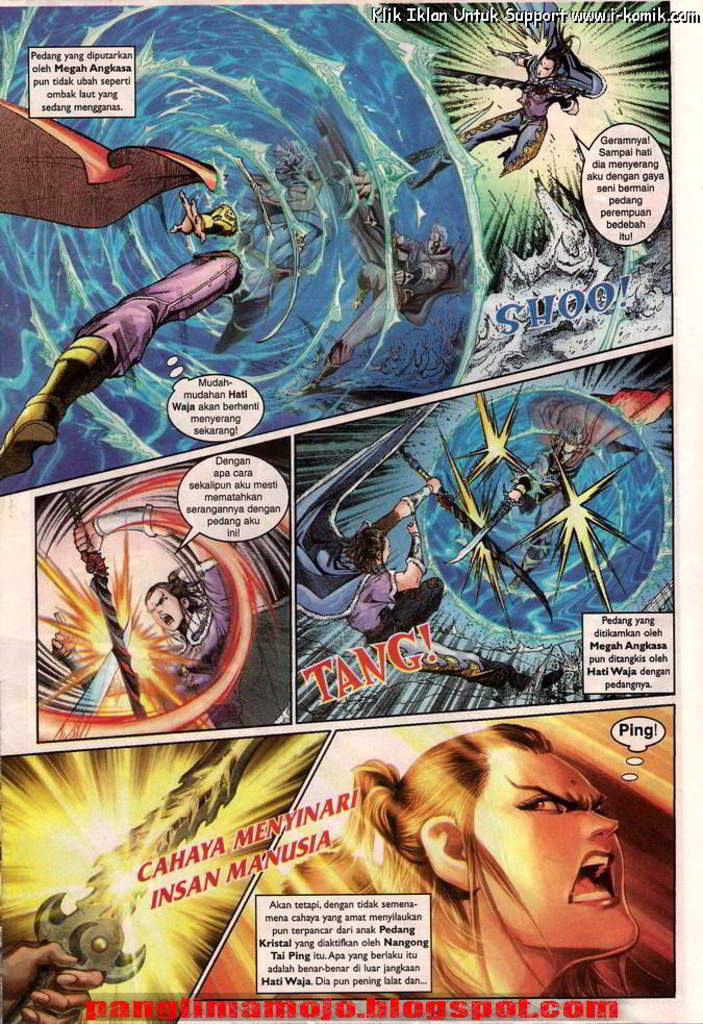 Klik Iklan Untuk Support www.i-komik.com
Pedang yang diputarkan
oleh Megah Angkasa
pun tidak ubah seperti
ombak laut yang
sedang mengganas.
Geramnya!
Sampai hati
dia menyerang
aku dengan gaya
seni bermain
pedang
perempuan
bedebah
itu!
SHOO!
Mudah-
mudahan Hati
Waja akan berhenti
menyerang
sekarang!
Dengan
apa cara
sekalipun aku mesti
mematahkan
serangannya dengan
pedang aku
ini!
TANG!
Pedang yang
ditikamkan oleh
Megah Angkasa
pun ditangkis oleh
Hati Waja dengan
pedangnya.
CAHAYA MENYINARI
INSAN MANUSIA
Ping!
Akan tetapi, dengan tidak semena-
mena cahaya yang amat menyilaukan
pun terpancar dari anak Pedang
Kristal yang diaktifkan oleh Nangong
Tai Ping itu. Apa yang berlaku itu
adalah benar-benar di luar jangkaan
Hati Waja. Dia pun pening lalat dan...
panglimamojo.blogspot.com